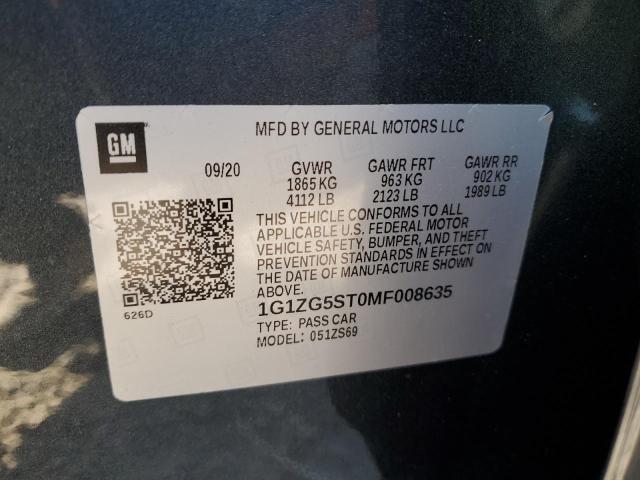 GM
MFD BY GENERAL MOTORS LLC
09/20 GVWR GAWR FRT GAWR RR
1865 KG 963 KG 902 KG
4112 LB 2123 LB 1989 LB
THIS VEHICLE CONFORMS TO ALL
APPLICABLE U.S. FEDERAL MOTOR
VEHICLE SAFETY, BUMPER, AND THEFT
PREVENTION STANDARDS IN EFFECT ON
THE DATE OF MANUFACTURE SHOWN
ABOVE.
626D
1G1ZG5ST0MF008635
TYPE: PASS CAR
MODEL: 051ZS69